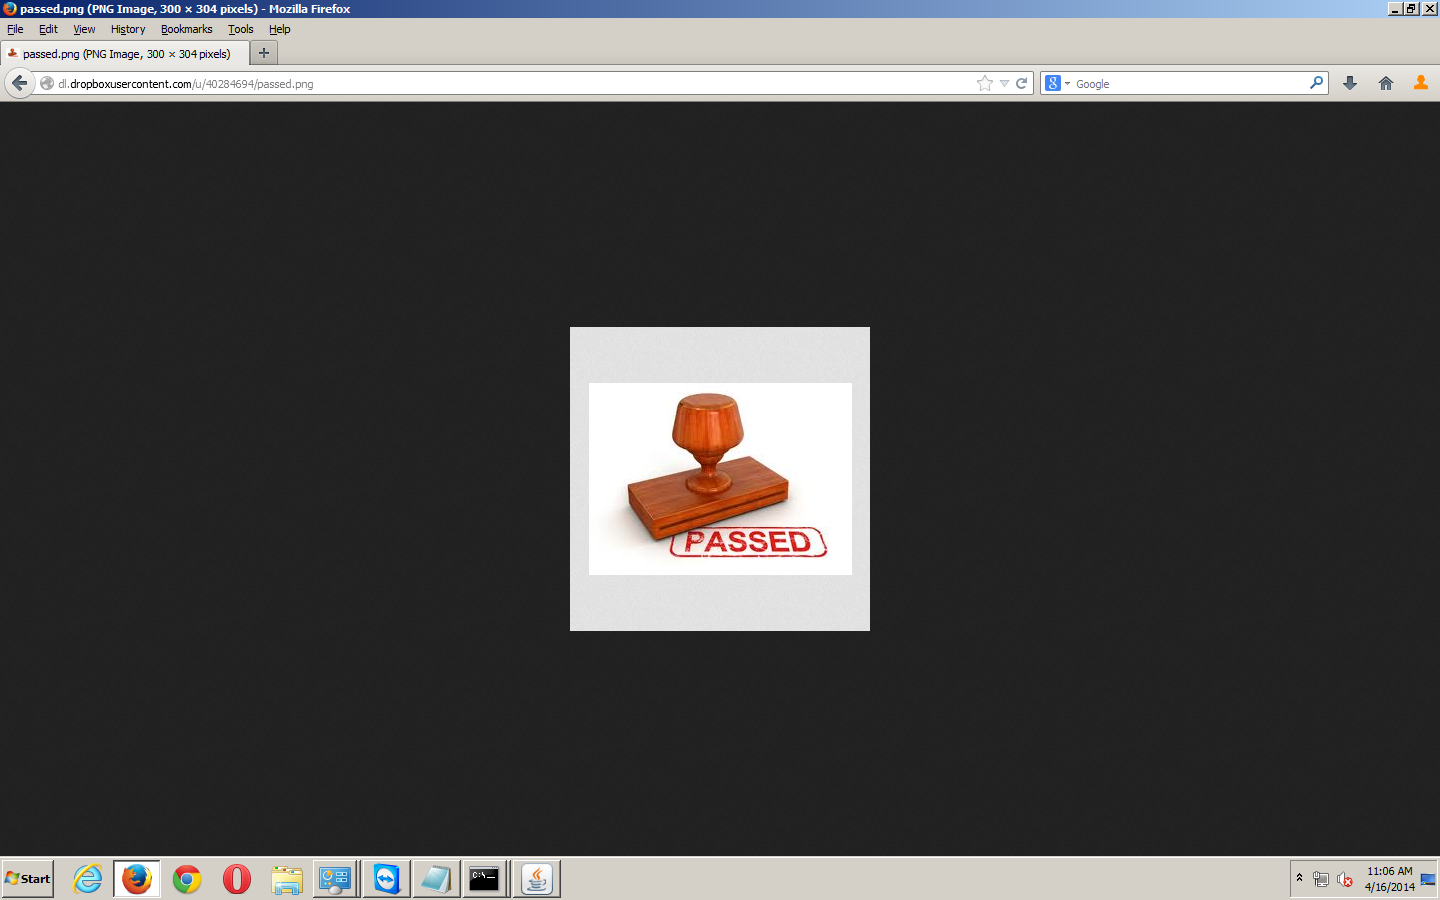 passed.png (PNG Image, 300 × 304 pixels) - Mozilla Firefox
File Edit View History Bookmarks Tools Help
passed.png (PNG Image, 300 × 304 pixels)
dl.dropboxusercontent.com/u/40284694/passed.png
8 Google
PASSED
Start
C:\_
11:06 AM
4/16/2014